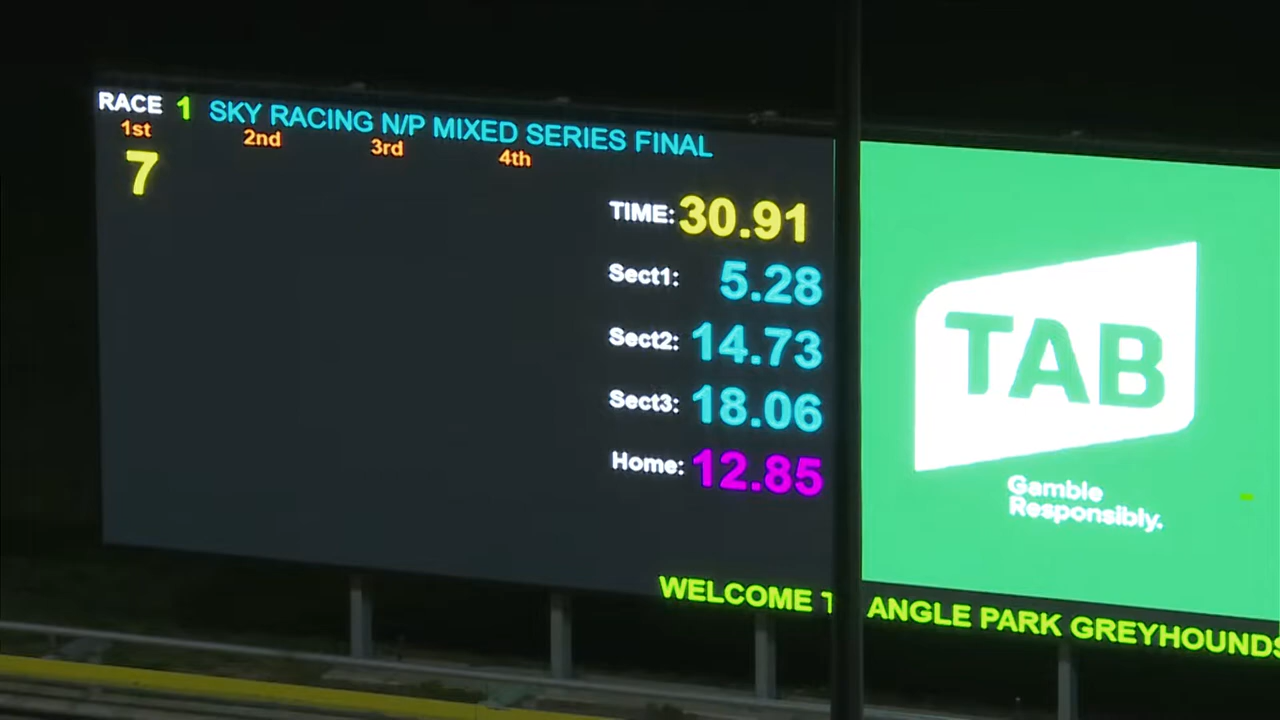 RACE 1 SKY RACING N/P MIXED SERIES FINAL
1st 2nd 3rd 4th
7
TIME: 30.91
Sect1: 5.28
Sect2: 14.73
Sect3: 18.06
Home: 12.85
TAB
Gamble
Responsibly.
WELCOME T ANGLE PARK GREYHOUNDS